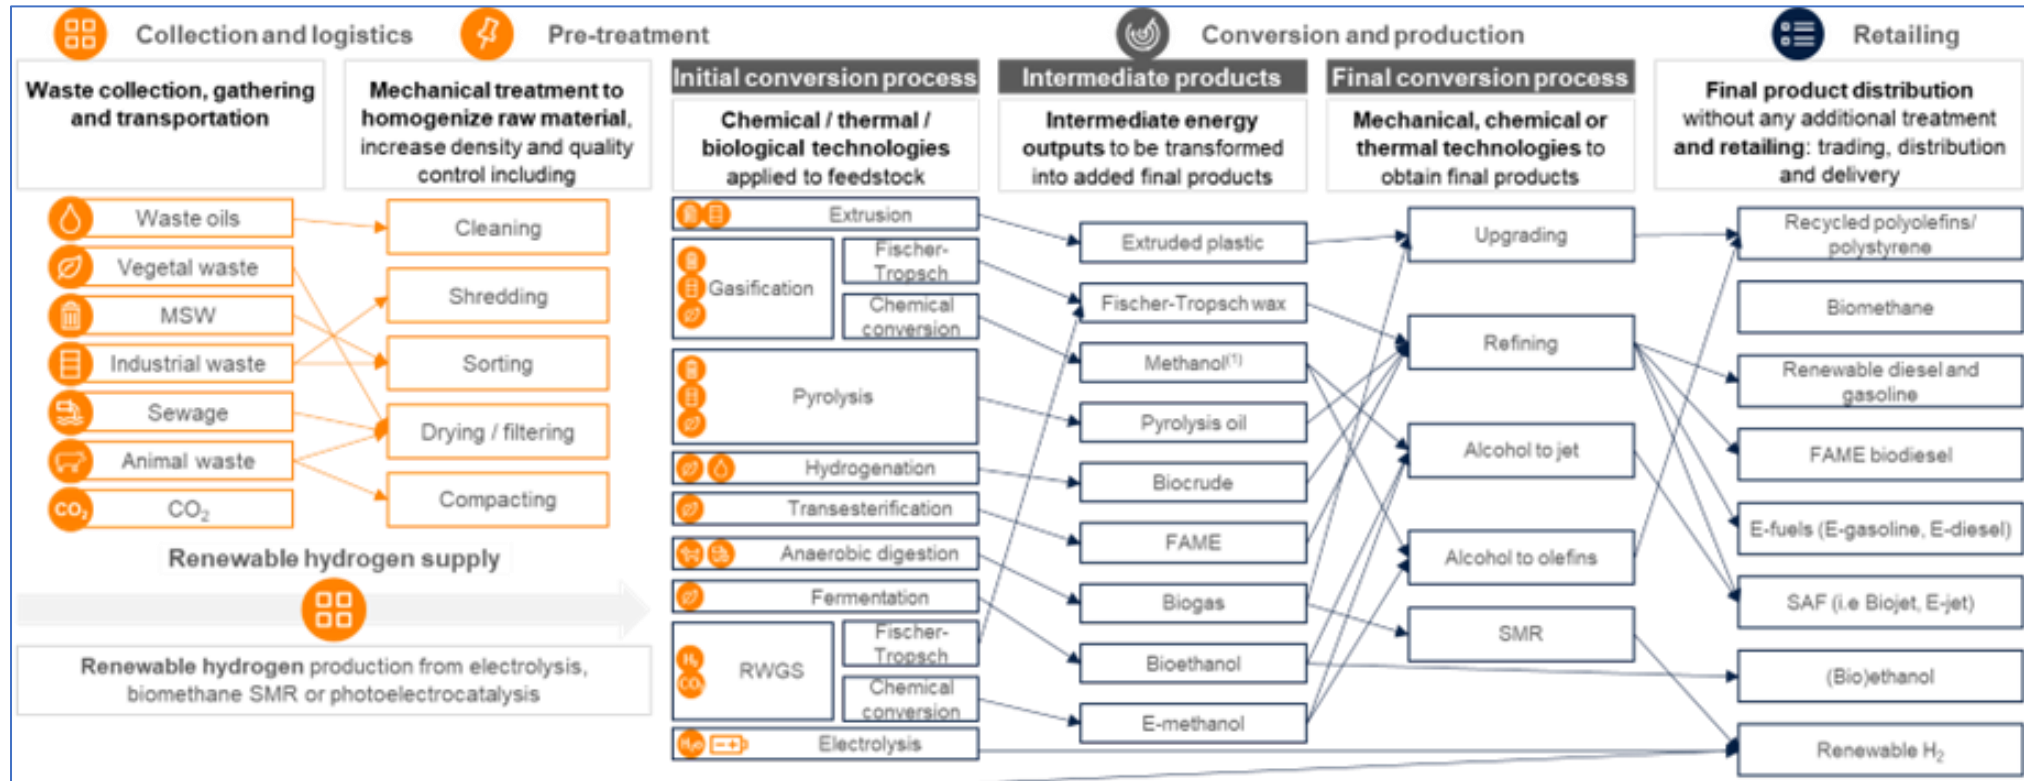 Collection and logistics
Pre-treatment
Conversion and production
Retailing
Waste collection, gathering
and transportation
Mechanical treatment to
homogenize raw material,
increase density and quality
control including
Initial conversion process
Chemical / thermal /
biological technologies
applied to feedstock
Intermediate products
Intermediate energy
outputs to be transformed
into added final products
Final conversion process
Mechanical, chemical or
thermal technologies to
obtain final products
Final product distribution
without any additional treatment
and retailing: trading, distribution
and delivery
Waste oils
Vegetal waste
MSW
Industrial waste
Sewage
Animal waste
CO₂ CO₂
Cleaning
Shredding
Sorting
Drying / filtering
Compacting
Renewable hydrogen supply
Renewable hydrogen production from electrolysis,
biomethane SMR or photoelectrocatalysis
Extrusion
Gasification
Fischer-
Tropsch
Chemical
conversion
Pyrolysis
Hydrogenation
Transesterification
Anaerobic digestion
Fermentation
H₂
CO₂
RWGS
Fischer-
Tropsch
Chemical
conversion
H₂O
Electrolysis
Extruded plastic
Fischer-Tropsch wax
Methanol⁽¹⁾
Pyrolysis oil
Biocrude
FAME
Biogas
Bioethanol
E-methanol
Upgrading
Refining
Alcohol to jet
Alcohol to olefins
SMR
Recycled polyolefins/
polystyrene
Biomethane
Renewable diesel and
gasoline
FAME biodiesel
E-fuels (E-gasoline, E-diesel)
SAF (i.e Biojet, E-jet)
(Bio)ethanol
Renewable H₂